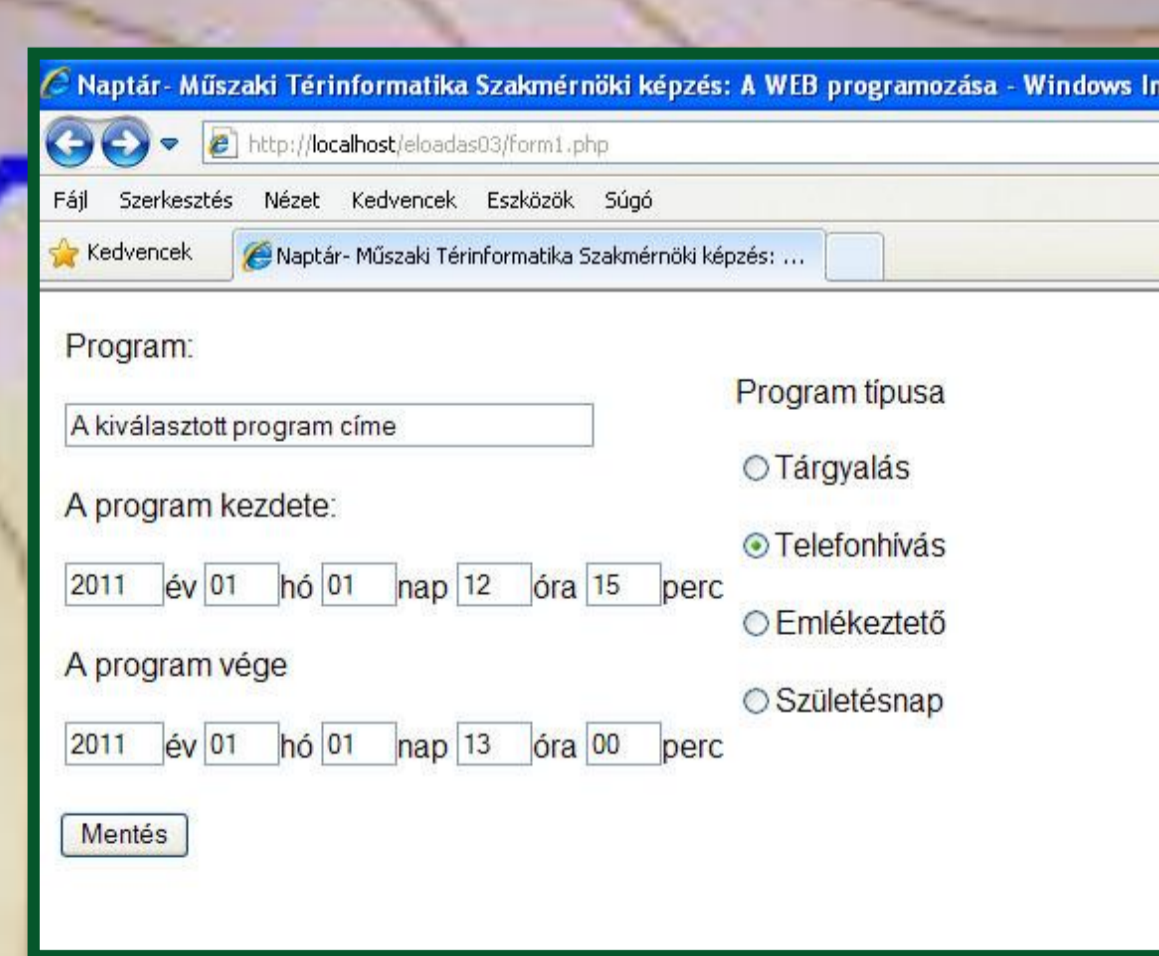 Naptár- Műszaki Térinformatika Szakmérnöki képzés: A WEB programozása - Windows In
http://localhost/eloadas03/form1.php
Fájl Szerkesztés Nézet Kedvencek Eszközök Súgó
Kedvencek Naptár- Műszaki Térinformatika Szakmérnöki képzés: ...
Program:
A kiválasztott program címe
A program kezdete:
2011 év 01 hó 01 nap 12 óra 15 perc
A program vége
2011 év 01 hó 01 nap 13 óra 00 perc
Mentés
Program típusa
Tárgyalás
Telefonhívás
Emlékeztető
Születésnap